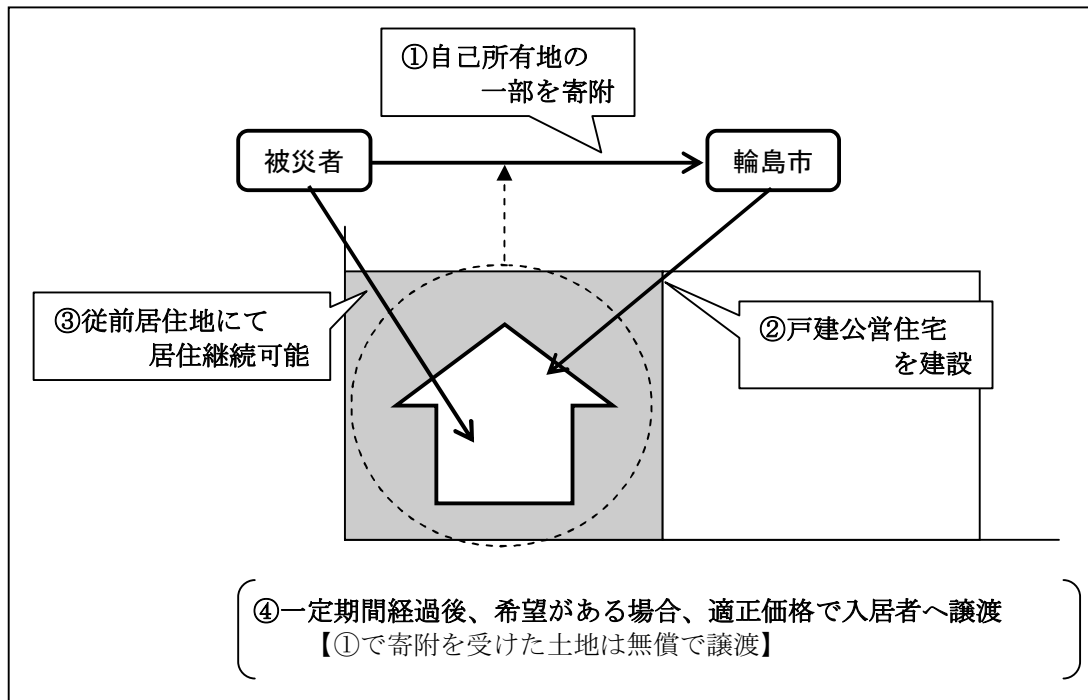 ①自己所有地の
一部を寄附
被災者
輪島市
③従前居住地にて
居住継続可能
②戸建公営住宅
を建設
④一定期間経過後、希望がある場合、適正価格で入居者へ譲渡
【①で寄附を受けた土地は無償で譲渡】